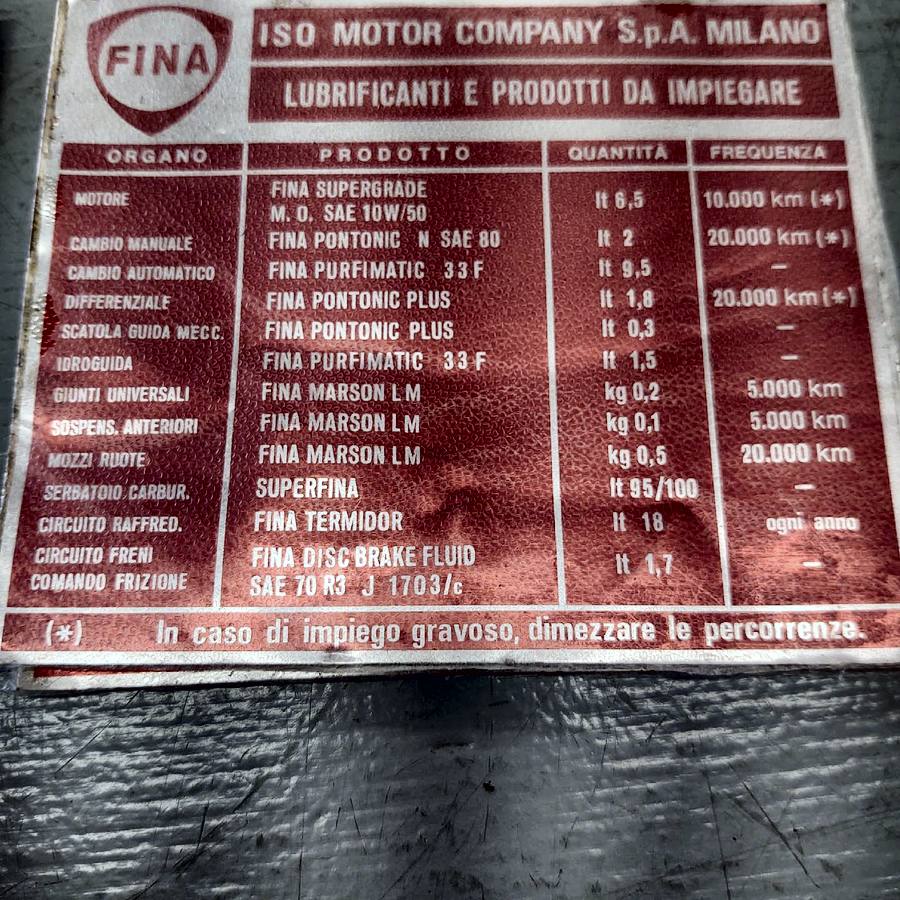 FINA
ISO MOTOR COMPANY S.p.A. MILANO
LUBRIFICANTI E PRODOTTI DA IMPIEGARE
ORGANO PRODOTTO QUANTITÀ FREQUENZA
MOTORE FINA SUPERGRADE M. O. SAE 10W/50 lt 6,5 10.000 km (*)
CAMBIO MANUALE FINA PONTONIC N SAE 80 lt 2 20.000 km (*)
CAMBIO AUTOMATICO FINA PURFIMATIC 33F lt 9,5 —
DIFFERENZIALE FINA PONTONIC PLUS lt 1,8 20.000 km (*)
SCATOLA GUIDA MECC. FINA PONTONIC PLUS lt 0,3 —
IDROGUIDA FINA PURFIMATIC 33F lt 1,5 —
GIUNTI UNIVERSALI FINA MARSON LM kg 0,2 5.000 km
SOSPENS. ANTERIORI FINA MARSON LM kg 0,1 5.000 km
MOZZI RUOTE FINA MARSON LM kg 0,5 20.000 km
SERBATOIO CARBUR. SUPERFINA lt 95/100 —
CIRCUITO RAFFRED. FINA TERMIDOR lt 18 ogni anno
CIRCUITO FRENI FINA DISC BRAKE FLUID lt 1,7 —
COMANDO FRIZIONE SAE 70 R3 J 1703/c
(*) In caso di impiego gravoso, dimezzare le percorrenze.